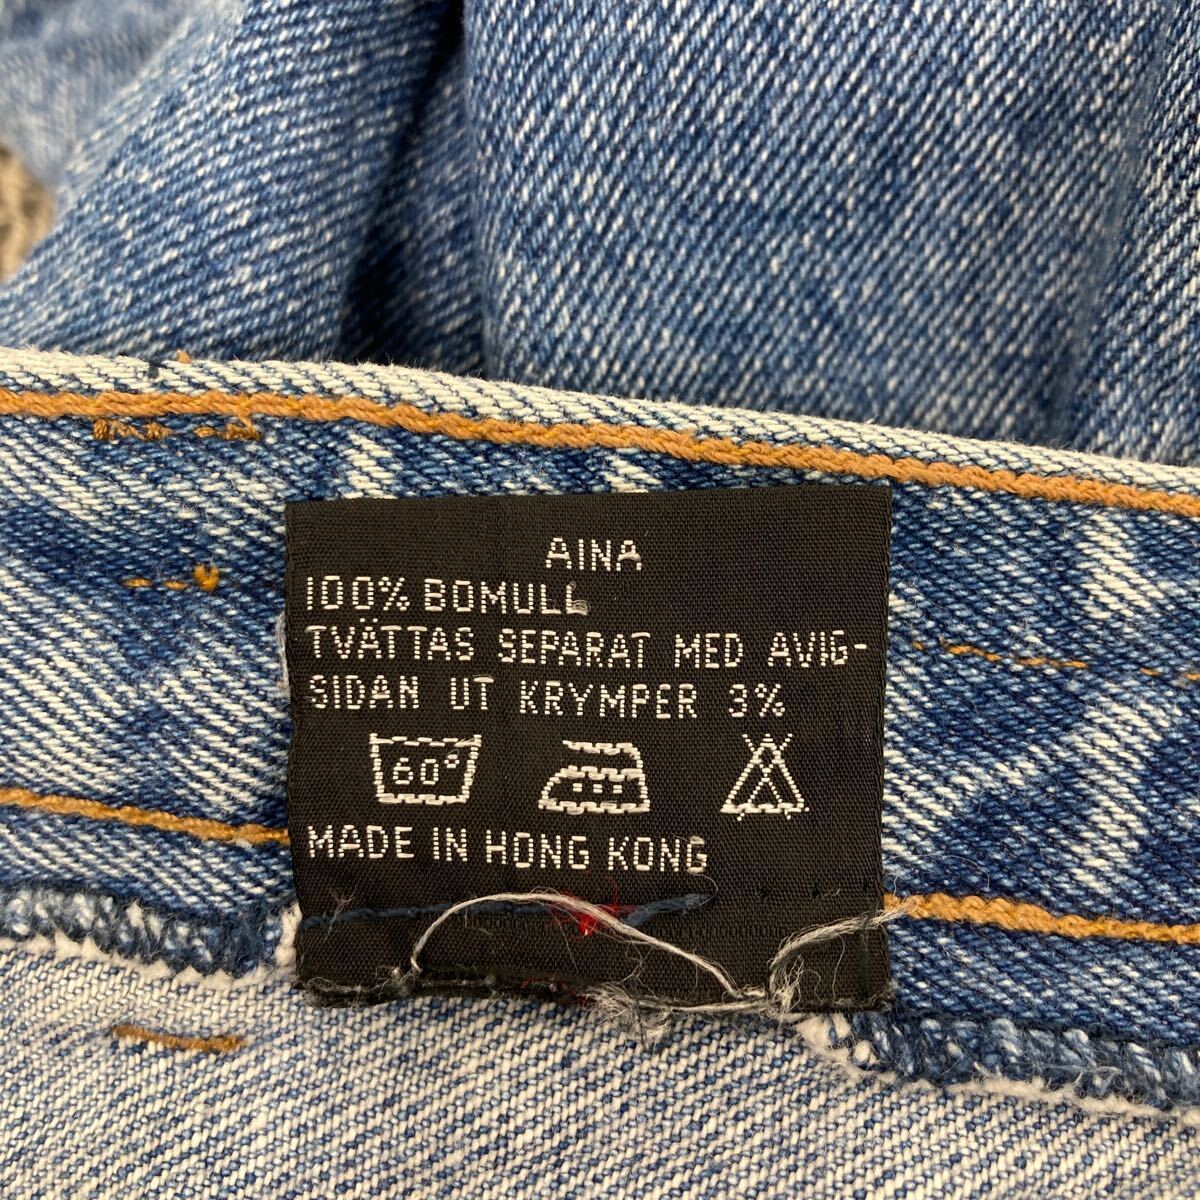 AINA
100% BOMULL
TVÄTTAS SEPARAT MED AVIG-
SIDAN UT KRYMPER 3%
60°
MADE IN HONG KONG